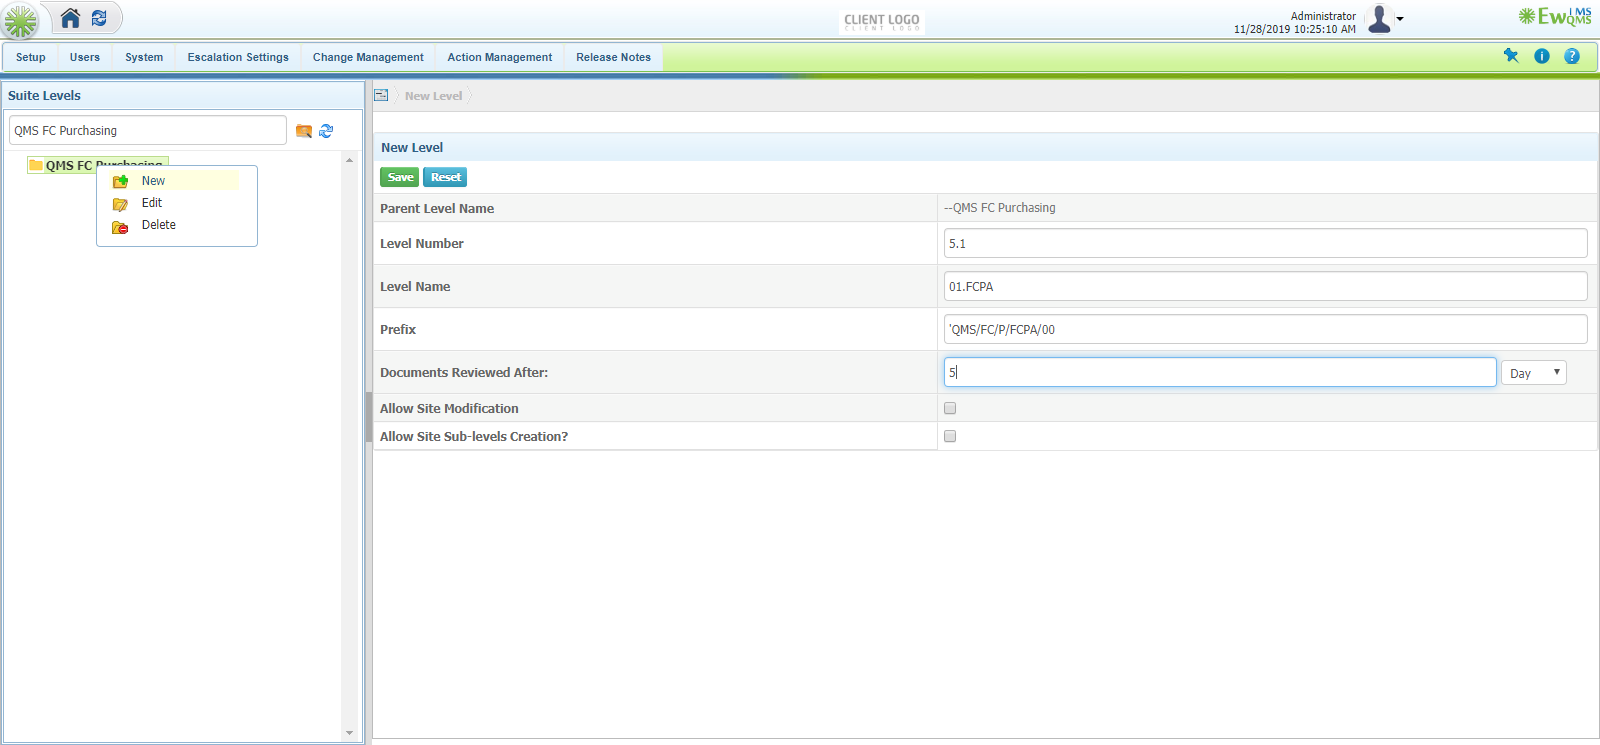 CLIENT LOGO
CLIENT LOGO
Administrator
11/28/2019 10:25:10 AM
EwQMS
IMS
Setup
Users
System
Escalation Settings
Change Management
Action Management
Release Notes
Suite Levels
New Level
QMS FC Purchasing
QMS FC Purchasing
New
Edit
Delete
New Level
Save
Reset
Parent Level Name
--QMS FC Purchasing
Level Number
5.1
Level Name
01.FCPA
Prefix
'QMS/FC/P/FCPA/00
Documents Reviewed After:
5
Day
Allow Site Modification
Allow Site Sub-levels Creation?